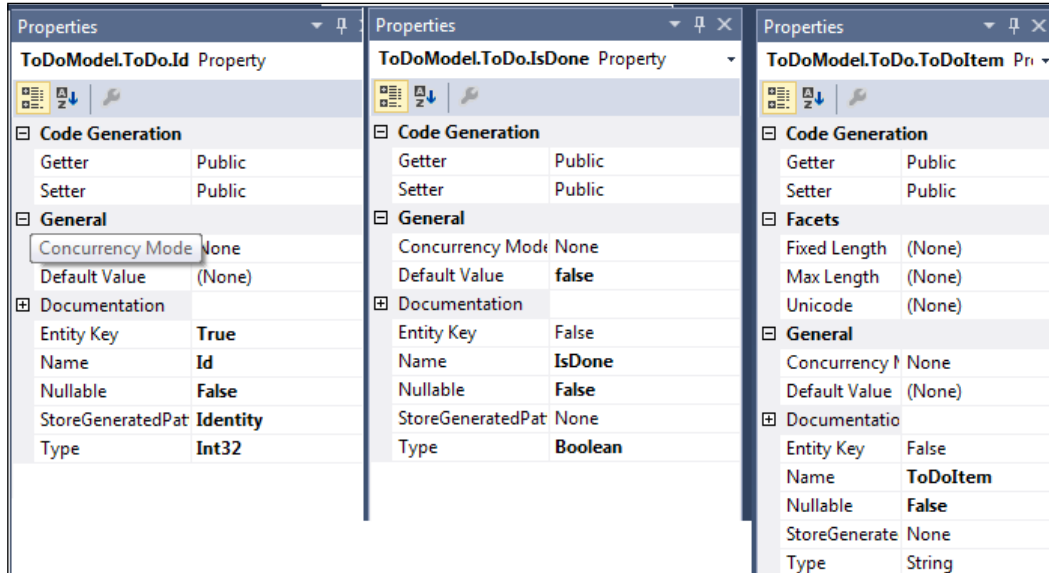 Properties
ToDoModel.ToDo.Id Property
Code Generation
Getter Public
Setter Public
General
Concurrency Mode None
Default Value (None)
Documentation
Entity Key True
Name Id
Nullable False
StoreGeneratedPat Identity
Type Int32
Properties
ToDoModel.ToDo.IsDone Property
Code Generation
Getter Public
Setter Public
General
Concurrency Mode None
Default Value false
Documentation
Entity Key False
Name IsDone
Nullable False
StoreGeneratedPat None
Type Boolean
Properties
ToDoModel.ToDo.ToDoItem Pr
Code Generation
Getter Public
Setter Public
Facets
Fixed Length (None)
Max Length (None)
Unicode (None)
General
Concurrency None
Default Value (None)
Documentatio
Entity Key False
Name ToDoItem
Nullable False
StoreGenerate None
Type String